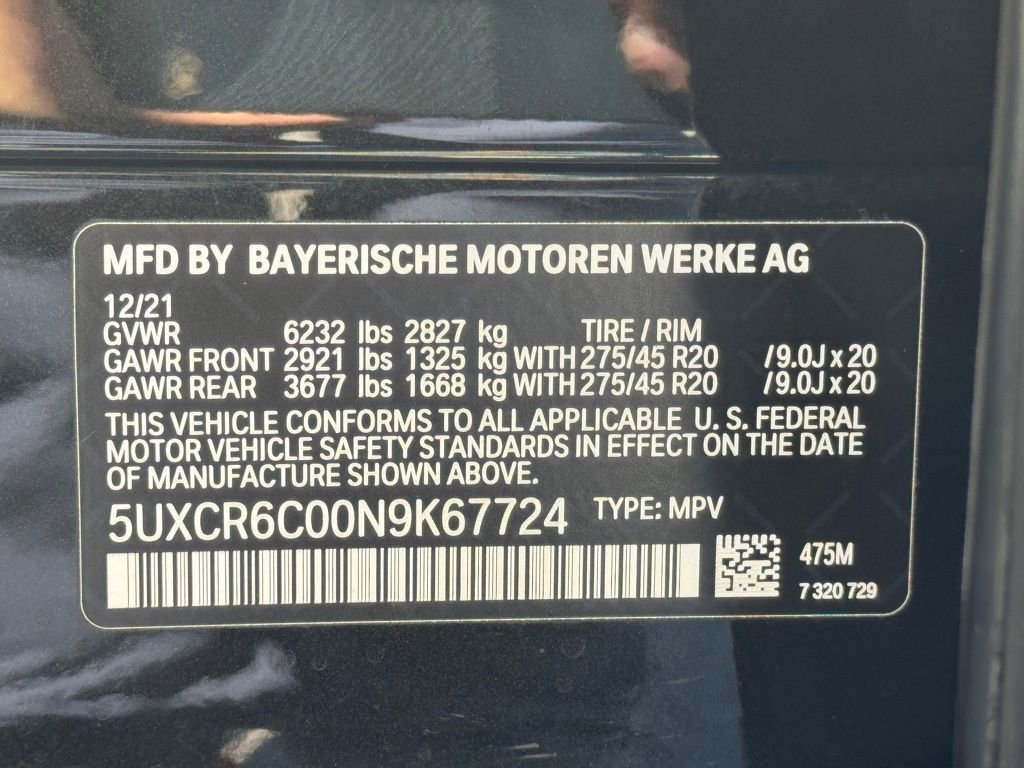 MFD BY BAYERISCHE MOTOREN WERKE AG
12/21
GVWR 6232 lbs 2827 kg TIRE / RIM
GAWR FRONT 2921 lbs 1325 kg WITH 275/45 R20 /9.0J x 20
GAWR REAR 3677 lbs 1668 kg WITH 275/45 R20 /9.0J x 20
THIS VEHICLE CONFORMS TO ALL APPLICABLE U. S. FEDERAL
MOTOR VEHICLE SAFETY STANDARDS IN EFFECT ON THE DATE
OF MANUFACTURE SHOWN ABOVE.
5UXCR6C00N9K67724 TYPE: MPV
475M
7 320 729